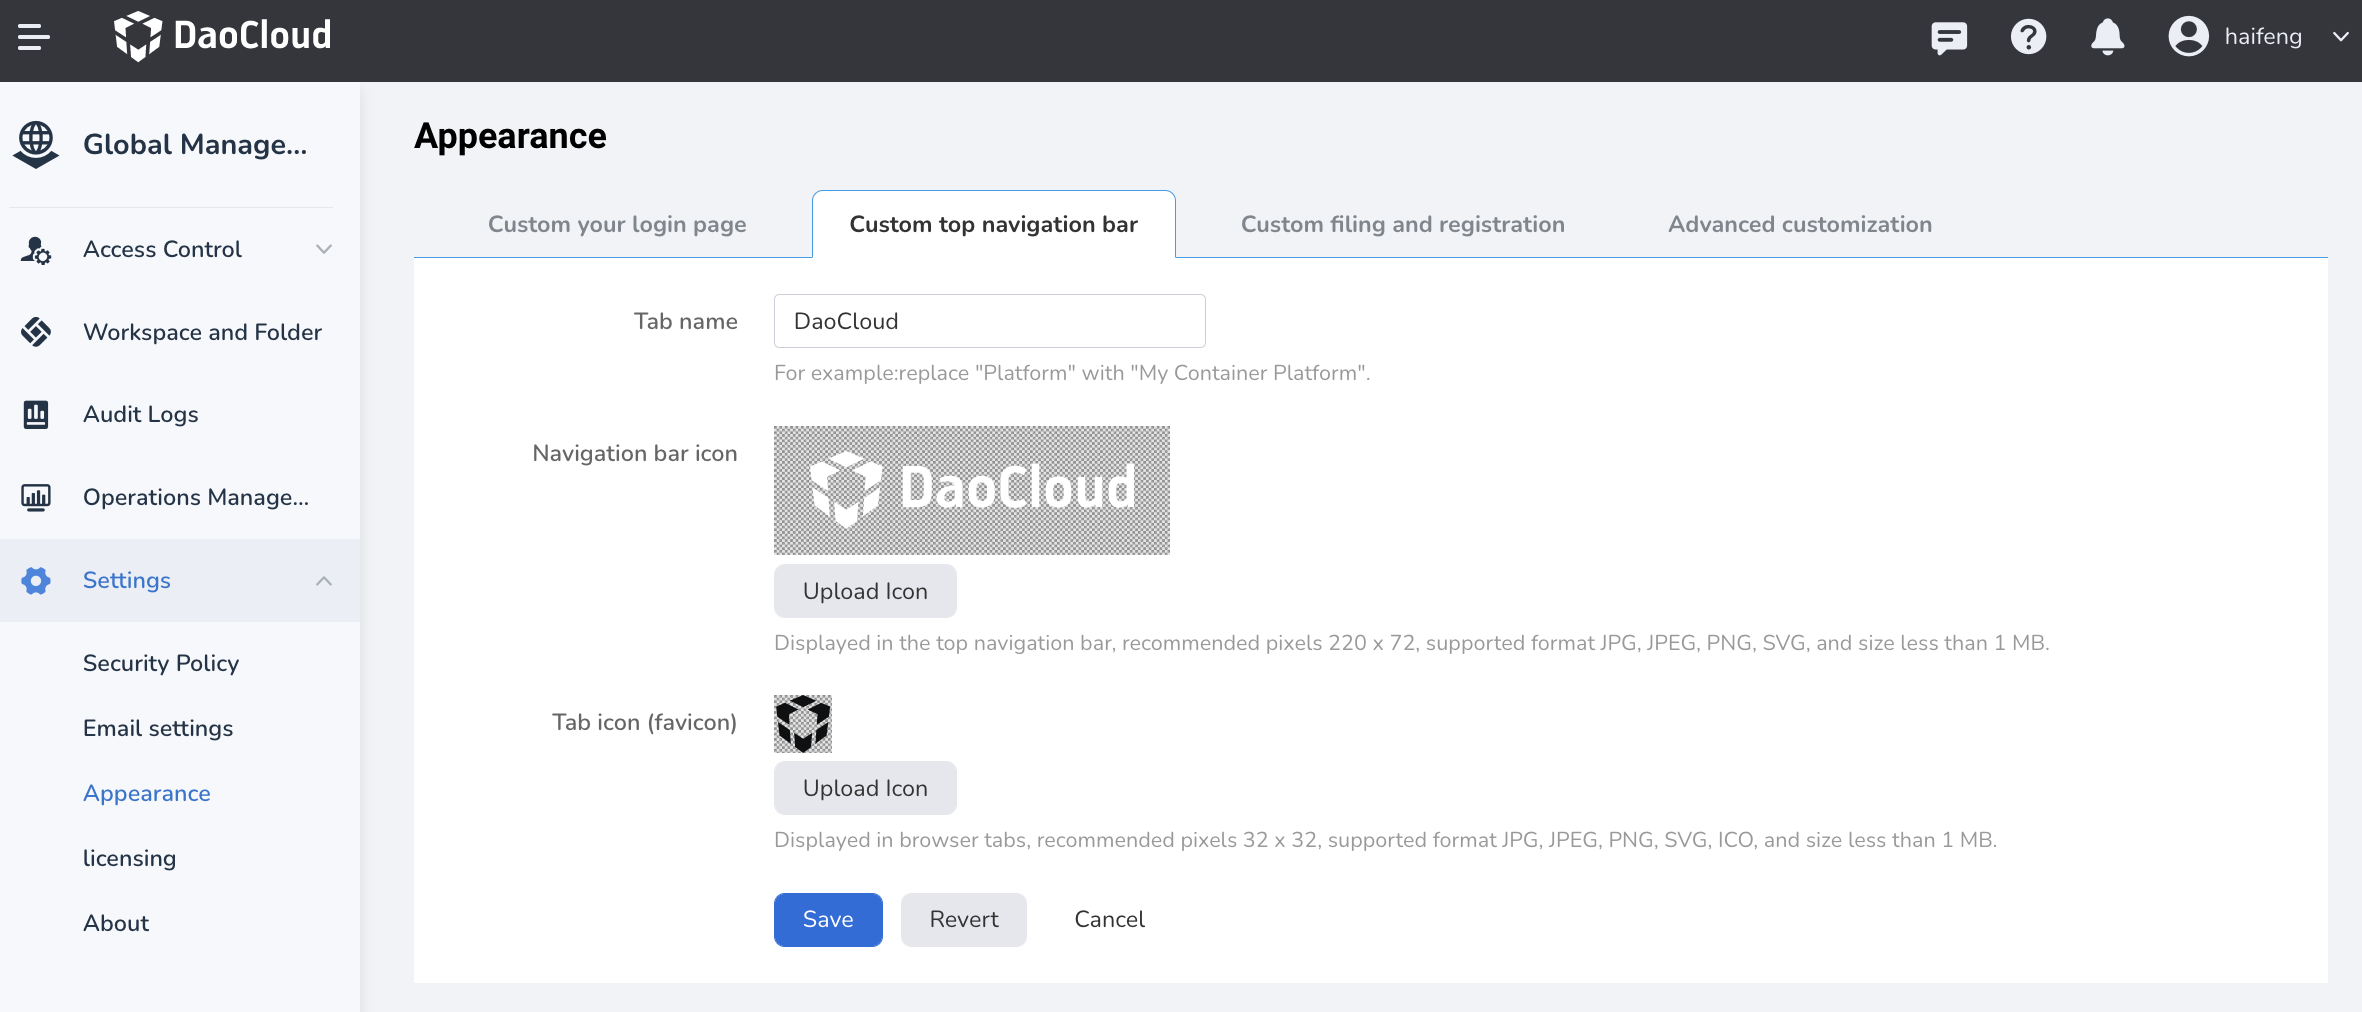 DaoCloud
haifeng
Global Manage...
Access Control
Workspace and Folder
Audit Logs
Operations Manage...
Settings
Security Policy
Email settings
Appearance
licensing
About
Appearance
Custom your login page
Custom top navigation bar
Custom filing and registration
Advanced customization
Tab name
DaoCloud
For example:replace "Platform" with "My Container Platform".
Navigation bar icon
DaoCloud
Upload Icon
Displayed in the top navigation bar, recommended pixels 220 x 72, supported format JPG, JPEG, PNG, SVG, and size less than 1 MB.
Tab icon (favicon)
Upload Icon
Displayed in browser tabs, recommended pixels 32 x 32, supported format JPG, JPEG, PNG, SVG, ICO, and size less than 1 MB.
Save
Revert
Cancel